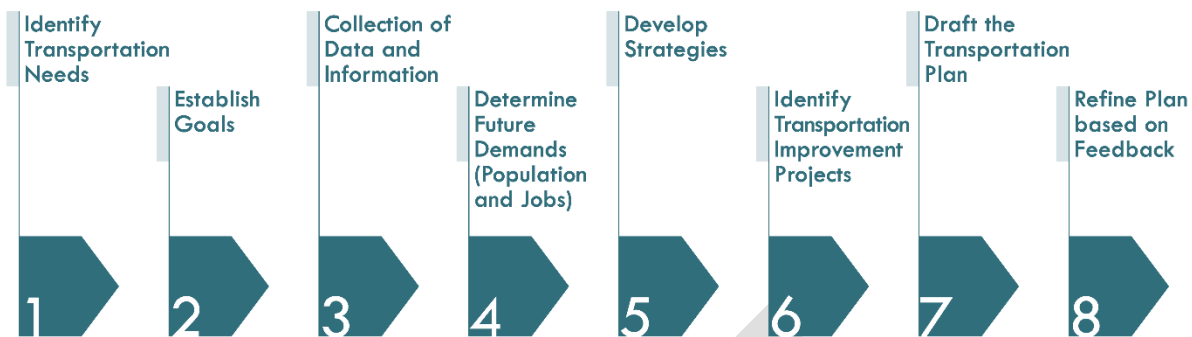 Identify
Transportation
Needs
Establish
Goals
Collection of
Data and
Information
Determine
Future
Demands
(Population
and Jobs)
Develop
Strategies
Identify
Transportation
Improvement
Projects
Draft the
Transportation
Plan
Refine Plan
based on
Feedback
1
2
3
4
5
6
7
8